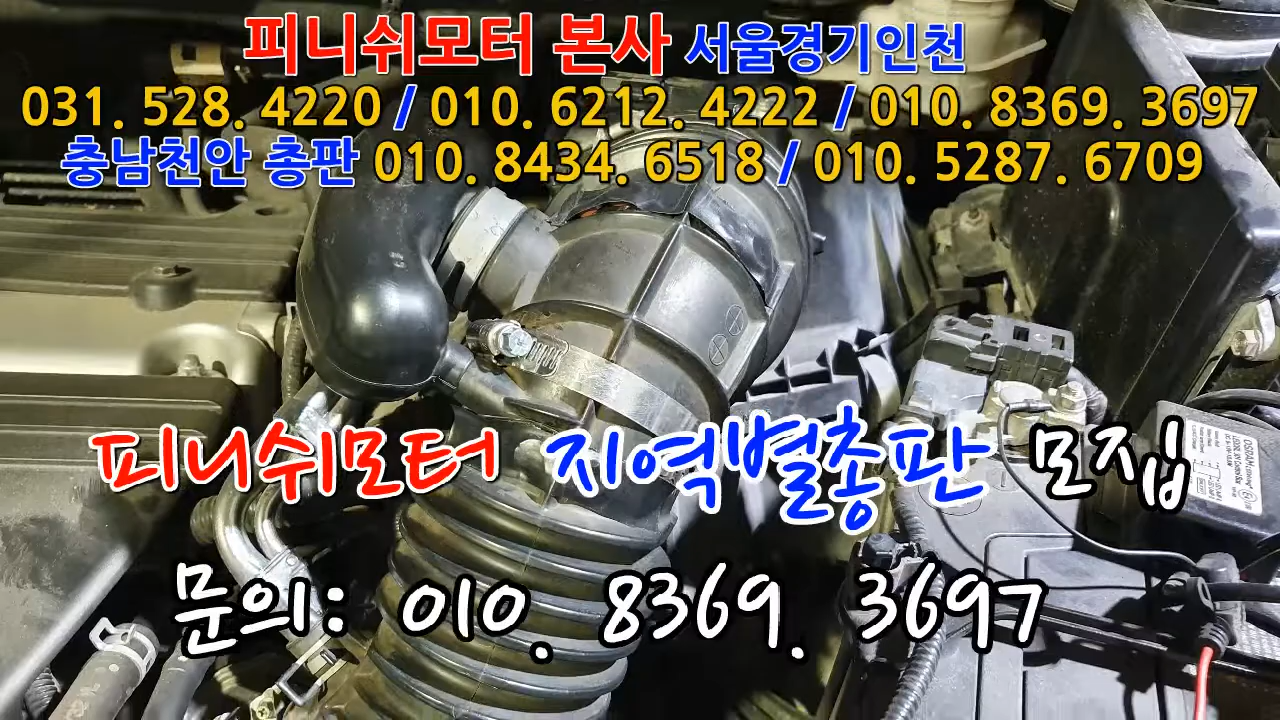 피니쉬모터 본사 서울경기인천
031. 528. 4220 / 010. 6212. 4222 / 010. 8369. 3697
충남천안 총판 010. 8434. 6518 / 010. 5287. 6709
피니쉬모터 지역별총판 모집
문의: 010. 8369. 3697
OSRAM